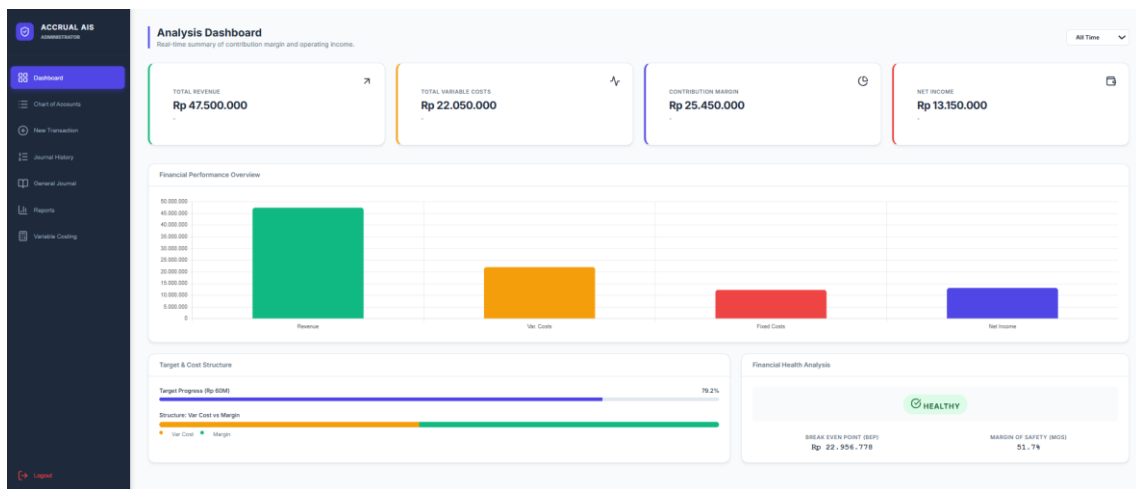 ACCRUAL AIS
ADMINISTRATOR
Dashboard
Chart of Accounts
New Transaction
Journal History
General Journal
Reports
Variable Costing
Logout
Analysis Dashboard
Real-time summary of contribution margin and operating income.
All Time
TOTAL REVENUE
Rp 47.500.000
-
TOTAL VARIABLE COSTS
Rp 22.050.000
-
CONTRIBUTION MARGIN
Rp 25.450.000
-
NET INCOME
Rp 13.150.000
-
Financial Performance Overview
50.000.000
45.000.000
40.000.000
35.000.000
30.000.000
25.000.000
20.000.000
15.000.000
10.000.000
5.000.000
0
Revenue
Var. Costs
Fixed Costs
Net Income
Target & Cost Structure
Target Progress (Rp 60M)
79.2%
Structure: Var Cost vs Margin
Var Cost
Margin
Financial Health Analysis
HEALTHY
BREAK EVEN POINT (BEP)
Rp 22.956.778
MARGIN OF SAFETY (MOS)
51.7%